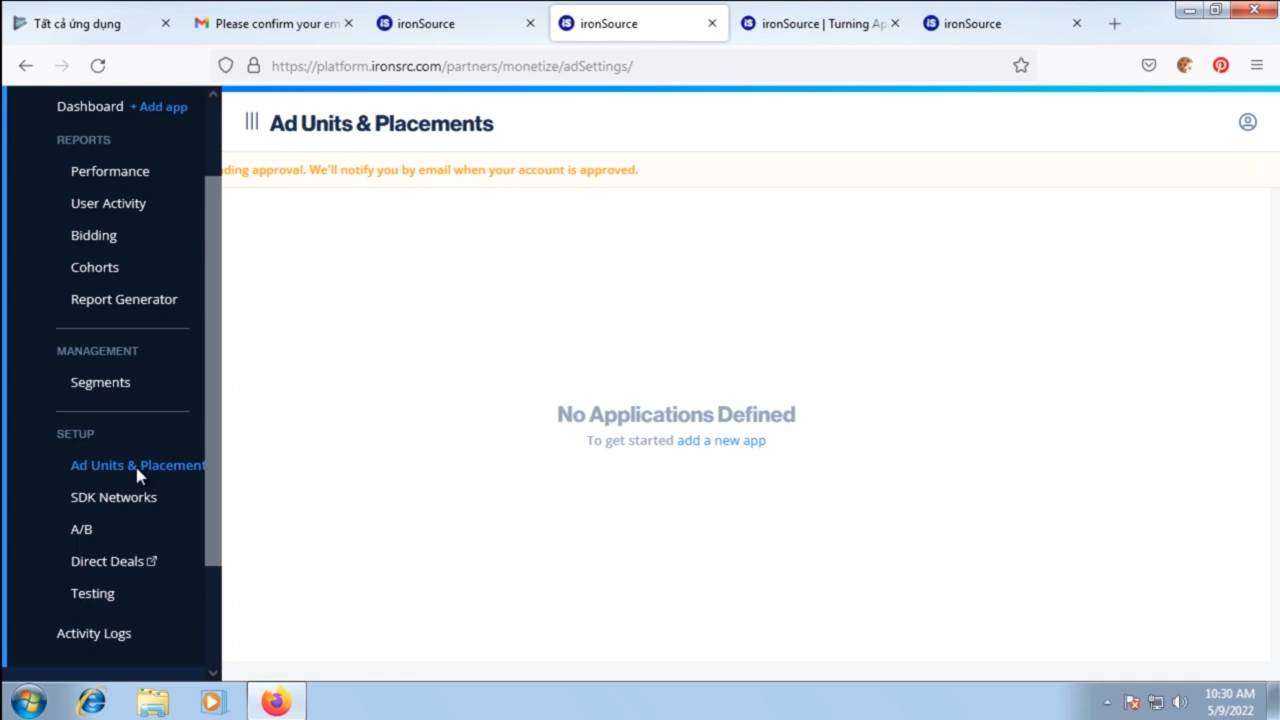 Tất cả ứng dụng
Please confirm your em
ironSource
ironSource
ironSource | Turning Ap
ironSource
https://platform.ironsrc.com/partners/monetize/adSettings/
Dashboard + Add app
REPORTS
Performance
User Activity
Bidding
Cohorts
Report Generator
MANAGEMENT
Segments
SETUP
Ad Units & Placement
SDK Networks
A/B
Direct Deals
Testing
Activity Logs
Ad Units & Placements
ding approval. We'll notify you by email when your account is approved.
No Applications Defined
To get started add a new app
10:30 AM
5/9/2022